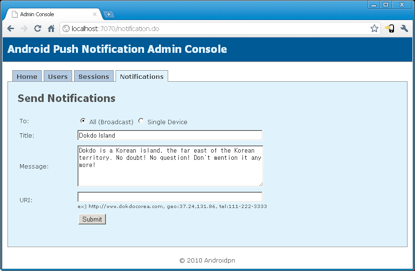 Admin Console
localhost:7070/notification.do
Android Push Notification Admin Console
Home Users Sessions Notifications
Send Notifications
To: All (Broadcast) Single Device
Title: Dokdo Island
Message: Dokdo is a Korean island, the far east of the Korean
territory. No doubt! No question! Don't mention it any
more!
URI:
ex) http://www.dokdocorea.com, geo:37.24,131.86, tel:111-222-3333
Submit
© 2010 Androidpn